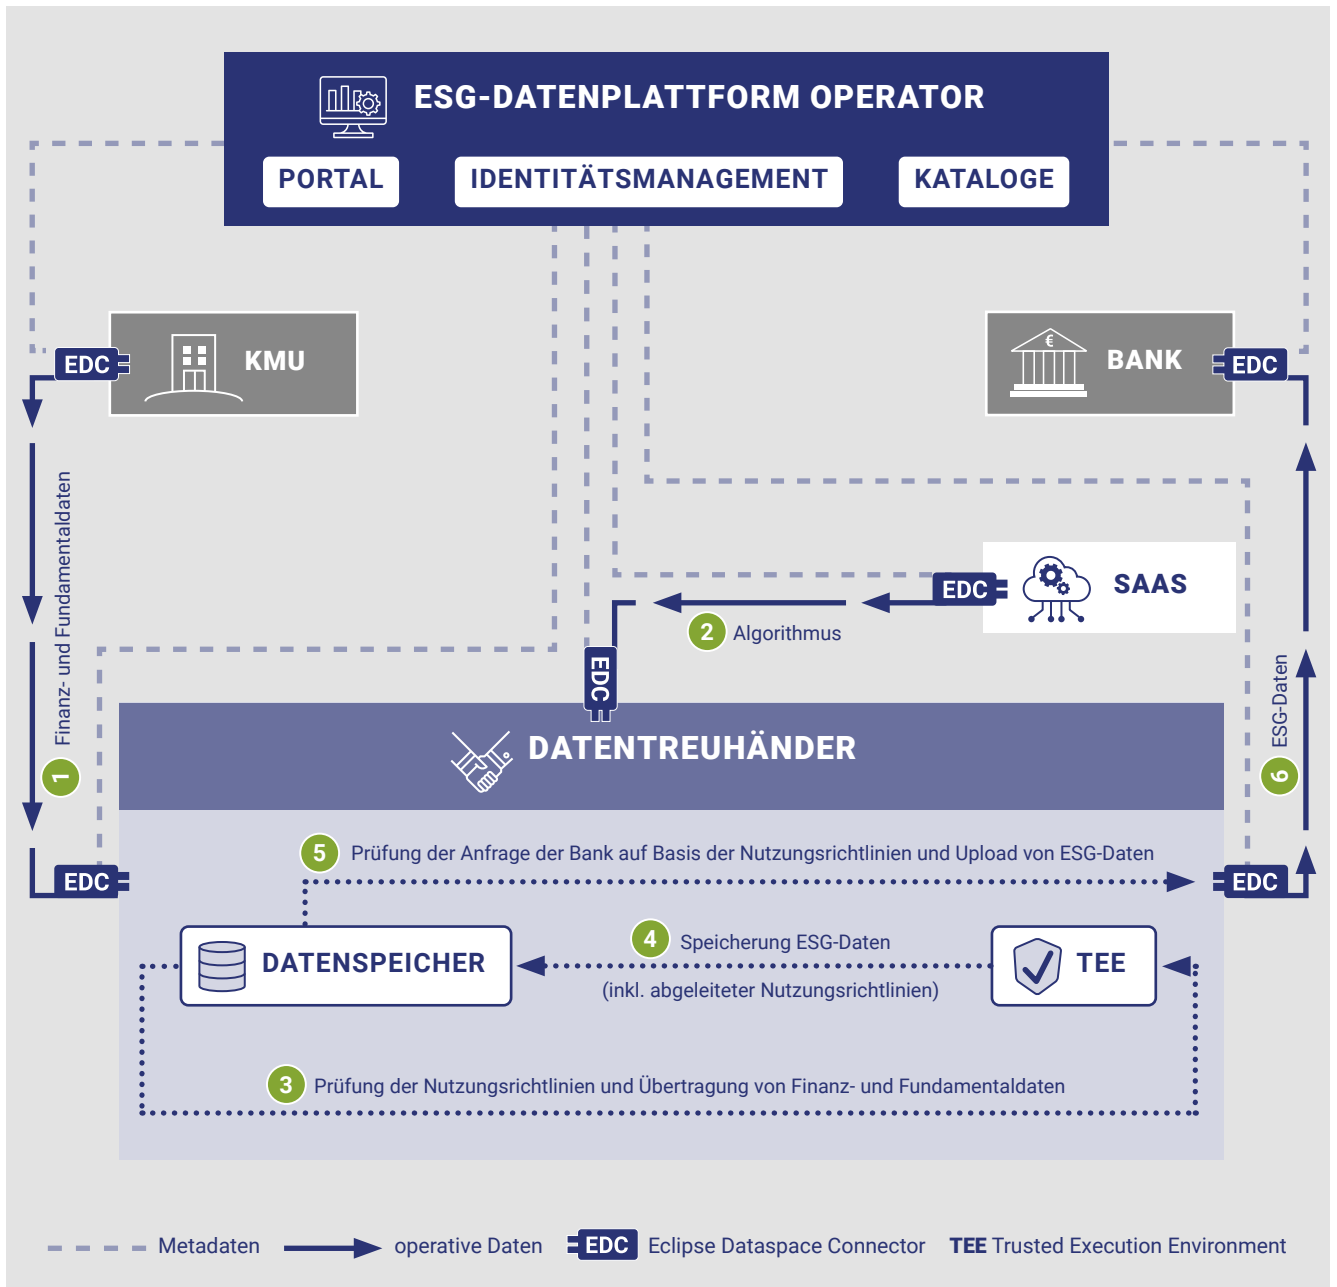 ESG-DATENPLATTFORM OPERATOR
PORTAL
IDENTITÄTSMANAGEMENT
KATALOGE
EDC
KMU
€
BANK
EDC
Finanz- und Fundamentaldaten
1
EDC
SAAS
2 Algorithmus
EDC
ESG-Daten
6
DATENTREUHÄNDER
5 Prüfung der Anfrage der Bank auf Basis der Nutzungsrichtlinien und Upload von ESG-Daten
EDC
EDC
4 Speicherung ESG-Daten
(inkl. abgeleiteter Nutzungsrichtlinien)
DATENSPEICHER
TEE
3 Prüfung der Nutzungsrichtlinien und Übertragung von Finanz- und Fundamentaldaten
Metadaten
operative Daten
EDC Eclipse Dataspace Connector
TEE Trusted Execution Environment